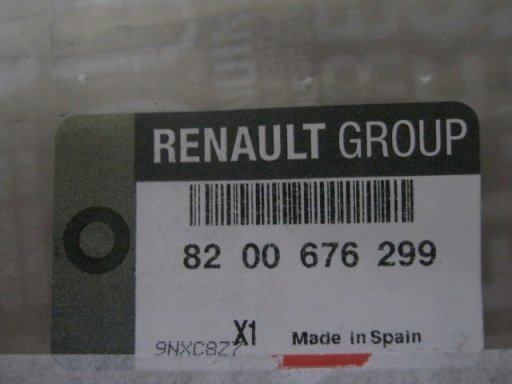 RENAULT GROUP
82 00 676 299
X1
9NXC8Z7
Made in Spain